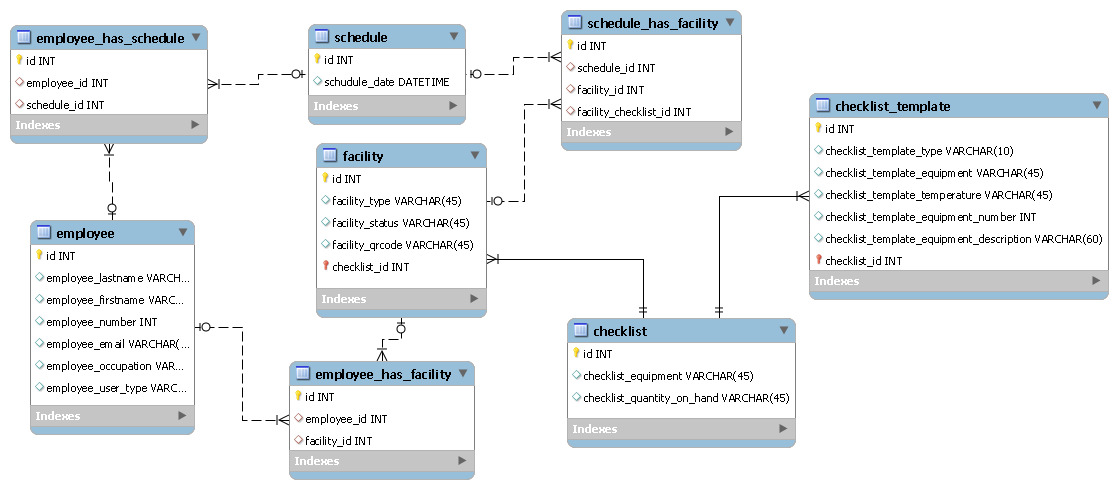 employee_has_schedule
id INT
employee_id INT
schedule_id INT
Indexes
schedule
id INT
schudule_date DATETIME
Indexes
schedule_has_facility
id INT
schedule_id INT
facility_id INT
facility_checklist_id INT
Indexes
checklist_template
id INT
checklist_template_type VARCHAR(10)
checklist_template_equipment VARCHAR(45)
checklist_template_temperature VARCHAR(45)
checklist_template_equipment_number INT
checklist_template_equipment_description VARCHAR(60)
checklist_id INT
Indexes
facility
id INT
facility_type VARCHAR(45)
facility_status VARCHAR(45)
facility_qrcode VARCHAR(45)
checklist_id INT
Indexes
employee
id INT
employee_lastname VARCH...
employee_firstname VARC...
employee_number INT
employee_email VARCHAR(...
employee_occupation VAR...
employee_user_type VARC...
Indexes
checklist
id INT
checklist_equipment VARCHAR(45)
checklist_quantity_on_hand VARCHAR(45)
Indexes
employee_has_facility
id INT
employee_id INT
facility_id INT
Indexes